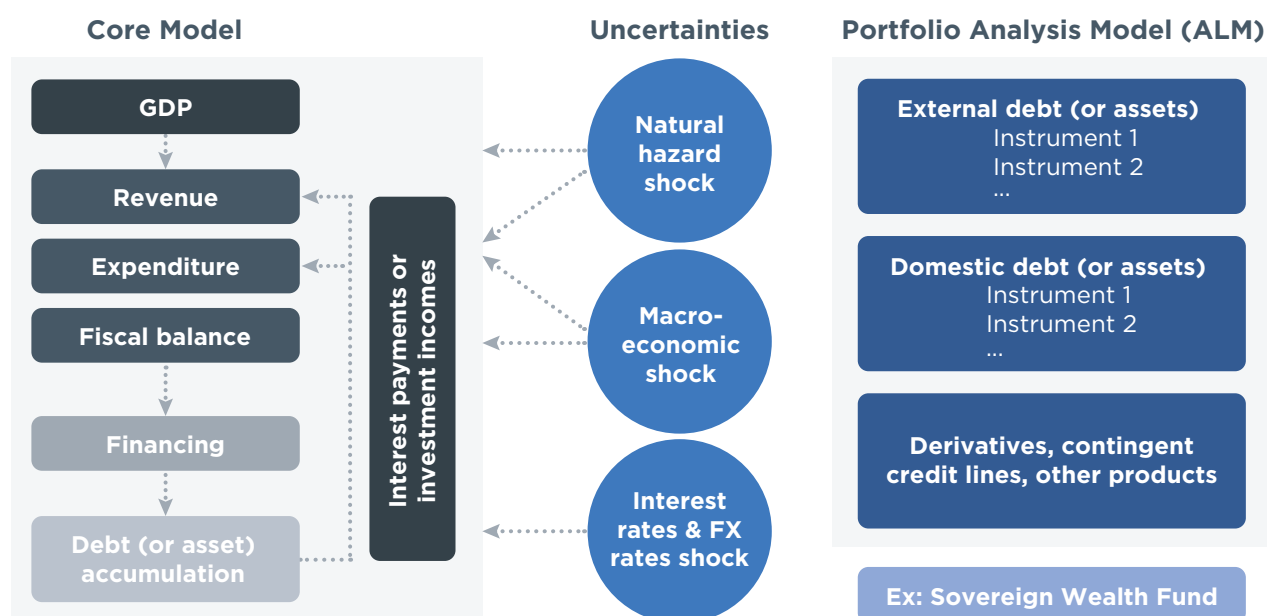 Core Model
GDP
Revenue
Expenditure
Fiscal balance
Financing
Debt (or asset)
accumulation
Interest payments or
investment incomes
Uncertainties
Natural
hazard
shock
Macro-
economic
shock
Interest
rates & FX
rates shock
Portfolio Analysis Model (ALM)
External debt (or assets)
Instrument 1
Instrument 2
...
Domestic debt (or assets)
Instrument 1
Instrument 2
...
Derivatives, contingent
credit lines, other products
Ex: Sovereign Wealth Fund